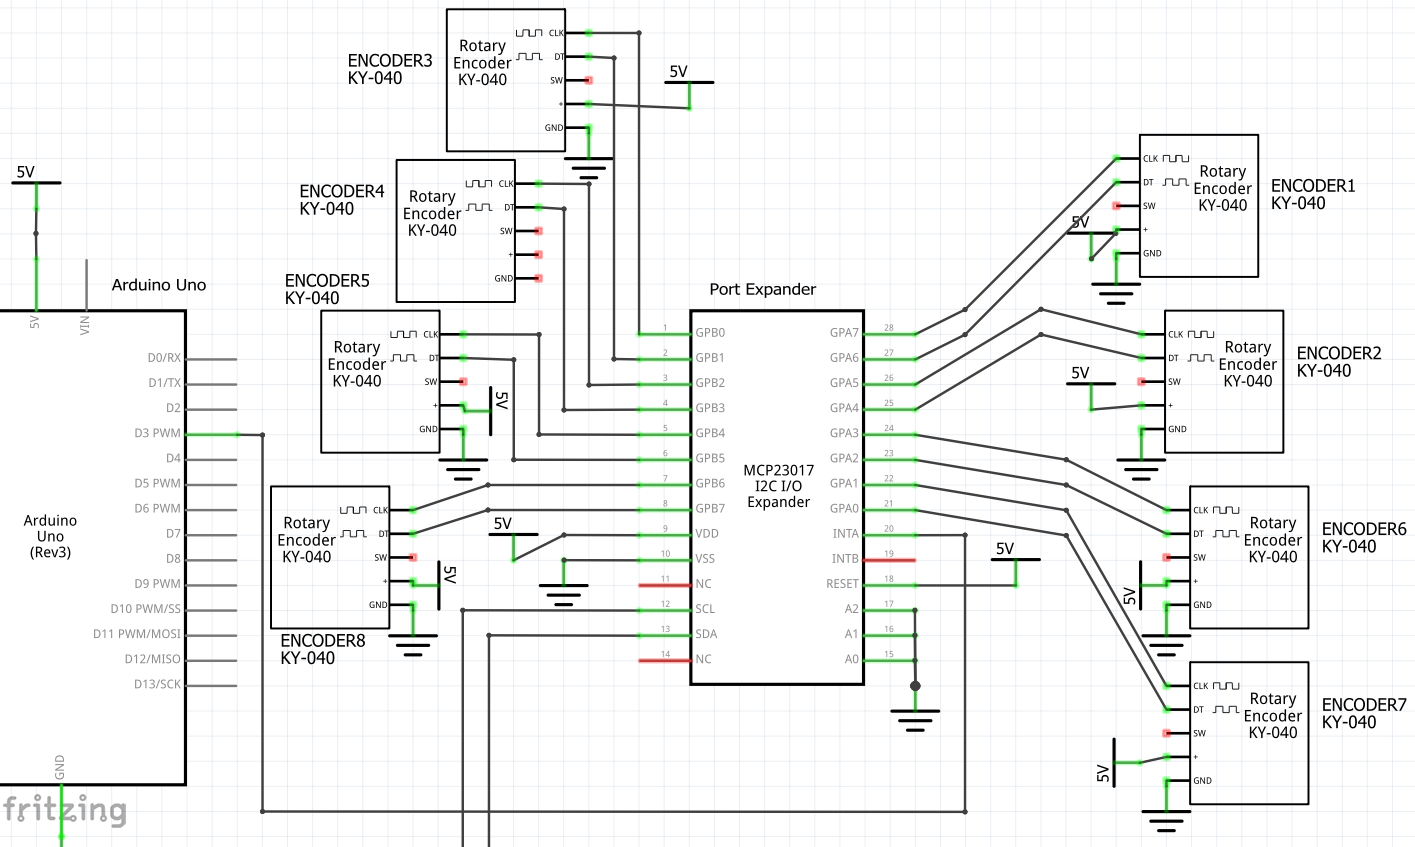 ENCODER3
KY-040
Rotary
Encoder
KY-040
CLK
DT
SW
+
GND
5V
ENCODER4
KY-040
Rotary
Encoder
KY-040
CLK
DT
SW
+
GND
ENCODER5
KY-040
Rotary
Encoder
KY-040
CLK
DT
SW
+
GND
5V
Rotary
Encoder
KY-040
CLK
DT
SW
+
GND
5V
ENCODER8
KY-040
5V
Arduino Uno
5V
VIN
D0/RX
D1/TX
D2
D3 PWM
D4
D5 PWM
D6 PWM
D7
D8
D9 PWM
D10 PWM/SS
D11 PWM/MOSI
D12/MISO
D13/SCK
Arduino
Uno
(Rev3)
GND
fritzing
Port Expander
MCP23017
I2C I/O
Expander
1 GPB0
2 GPB1
3 GPB2
4 GPB3
5 GPB4
6 GPB5
7 GPB6
8 GPB7
9 VDD
10 VSS
11 NC
12 SCL
13 SDA
14 NC
5V
GPA7 28
GPA6 27
GPA5 26
GPA4 25
GPA3 24
GPA2 23
GPA1 22
GPA0 21
INTA 20
INTB 19
RESET 18
A2 17
A1 16
A0 15
5V
CLK
DT
SW
+
GND
Rotary
Encoder
KY-040
ENCODER1
KY-040
5V
CLK
DT
SW
+
GND
Rotary
Encoder
KY-040
ENCODER2
KY-040
5V
CLK
DT
SW
+
GND
Rotary
Encoder
KY-040
ENCODER6
KY-040
5V
CLK
DT
SW
+
GND
Rotary
Encoder
KY-040
ENCODER7
KY-040
5V